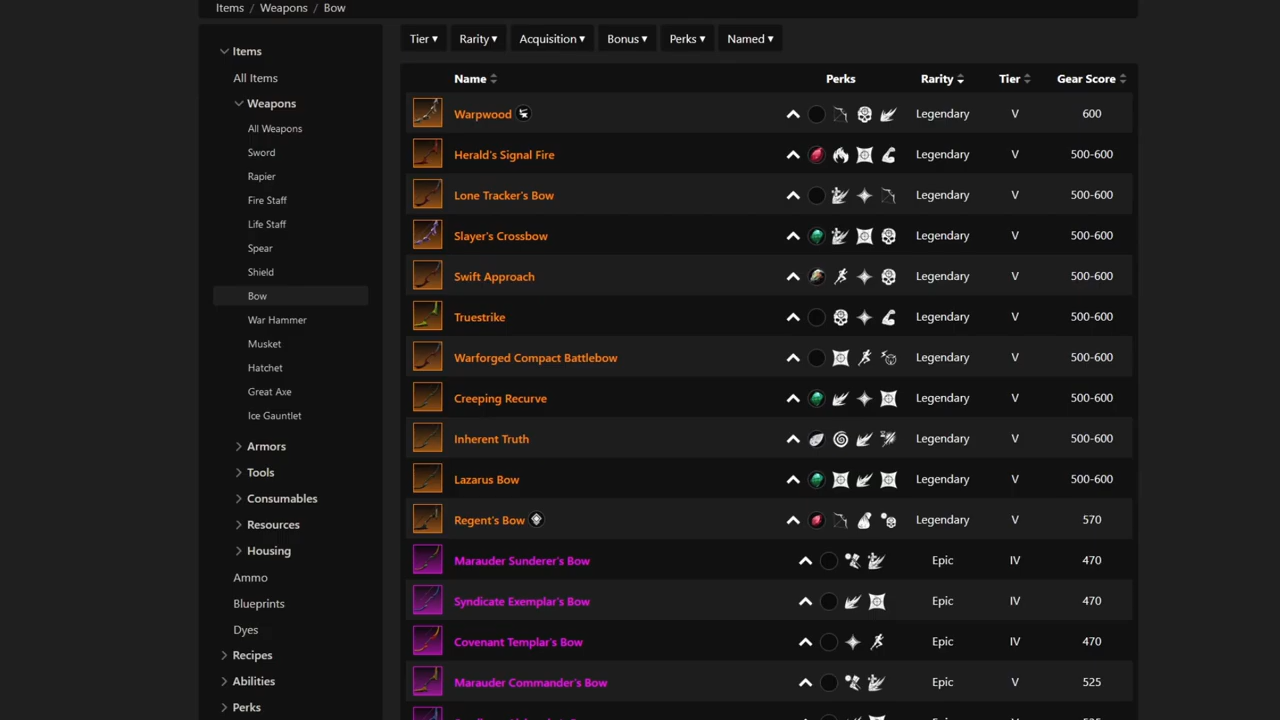 Items / Weapons / Bow
Items
All Items
Weapons
All Weapons
Sword
Rapier
Fire Staff
Life Staff
Spear
Shield
Bow
War Hammer
Musket
Hatchet
Great Axe
Ice Gauntlet
Armors
Tools
Consumables
Resources
Housing
Ammo
Blueprints
Dyes
Recipes
Abilities
Perks
Tier▾ Rarity▾ Acquisition▾ Bonus▾ Perks▾ Named▾
Name Perks Rarity Tier Gear Score
Warpwood Legendary V 600
Herald's Signal Fire Legendary V 500-600
Lone Tracker's Bow Legendary V 500-600
Slayer's Crossbow Legendary V 500-600
Swift Approach Legendary V 500-600
Truestrike Legendary V 500-600
Warforged Compact Battlebow Legendary V 500-600
Creeping Recurve Legendary V 500-600
Inherent Truth Legendary V 500-600
Lazarus Bow Legendary V 500-600
Regent's Bow Legendary V 570
Marauder Sunderer's Bow Epic IV 470
Syndicate Exemplar's Bow Epic IV 470
Covenant Templar's Bow Epic IV 470
Marauder Commander's Bow Epic V 525